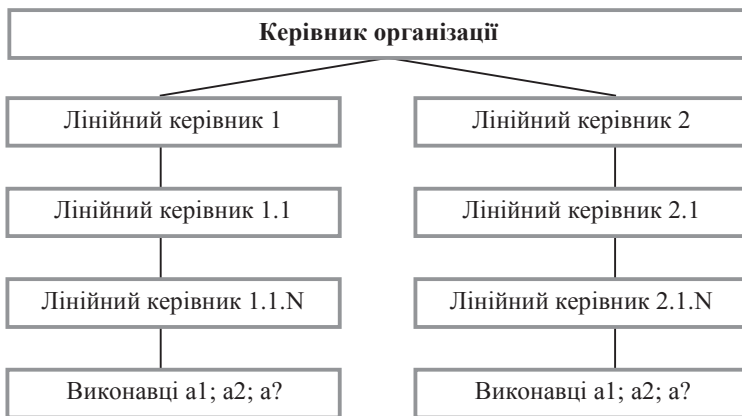 Керівник організації
Лінійний керівник 1
Лінійний керівник 2
Лінійний керівник 1.1
Лінійний керівник 2.1
Лінійний керівник 1.1.N
Лінійний керівник 2.1.N
Виконавці а1; а2; а?
Виконавці а1; а2; а?